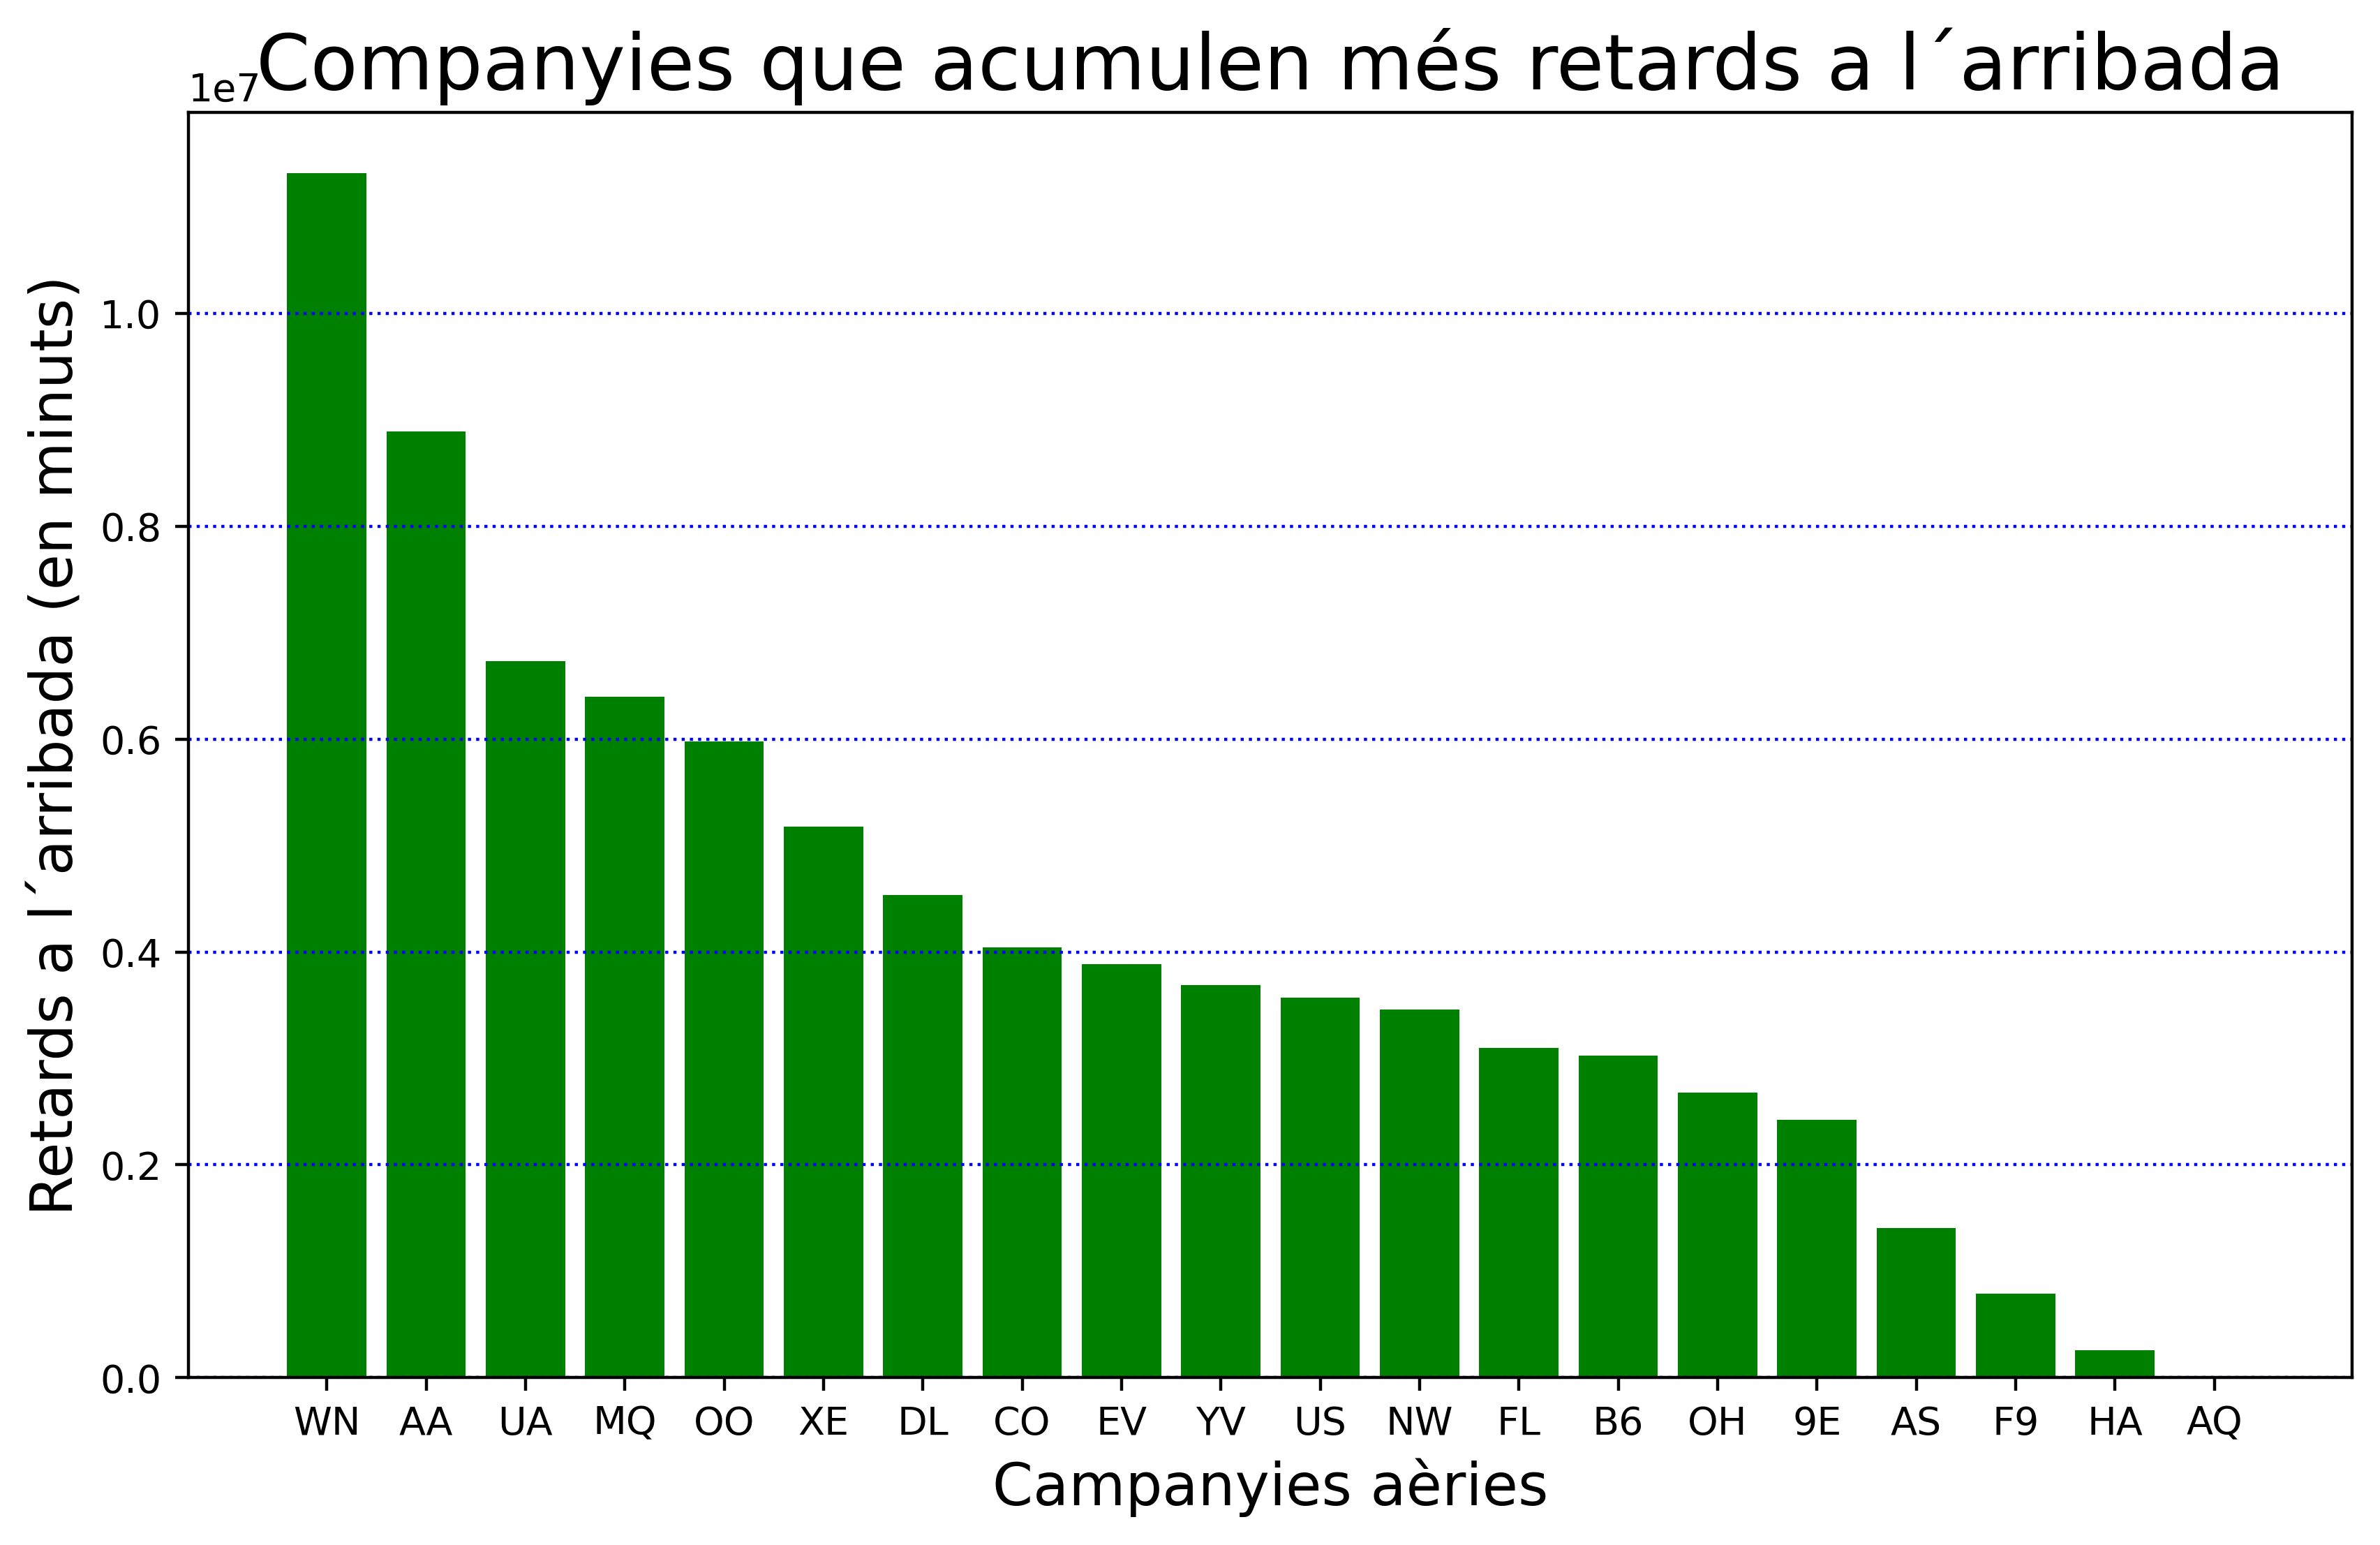 Companyies que acumulen més retards a l´arribada
1e7
Retards a l´arribada (en minuts)
1.0
0.8
0.6
0.4
0.2
0.0
WN AA UA MQ OO XE DL CO EV YV US NW FL B6 OH 9E AS F9 HA AQ
Campanyies aèries